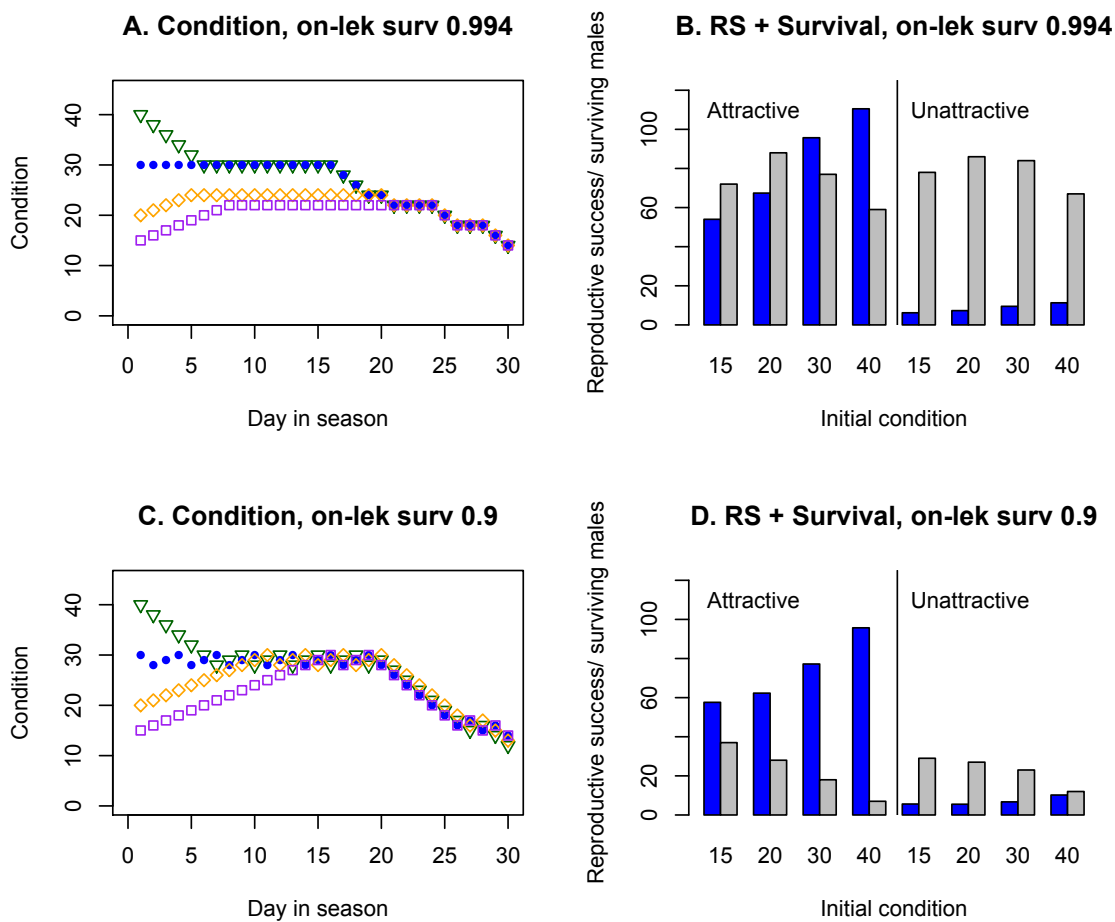 A. Condition, on-lek surv 0.994
Condition
40
30
20
10
0
0 5 10 15 20 25 30
Day in season
B. RS + Survival, on-lek surv 0.994
Reproductive success/ surviving males
100
60
20
0
Attractive
Unattractive
15 20 30 40 15 20 30 40
Initial condition
C. Condition, on-lek surv 0.9
Condition
40
30
20
10
0
0 5 10 15 20 25 30
Day in season
D. RS + Survival, on-lek surv 0.9
Reproductive success/ surviving males
100
60
20
0
Attractive
Unattractive
15 20 30 40 15 20 30 40
Initial condition